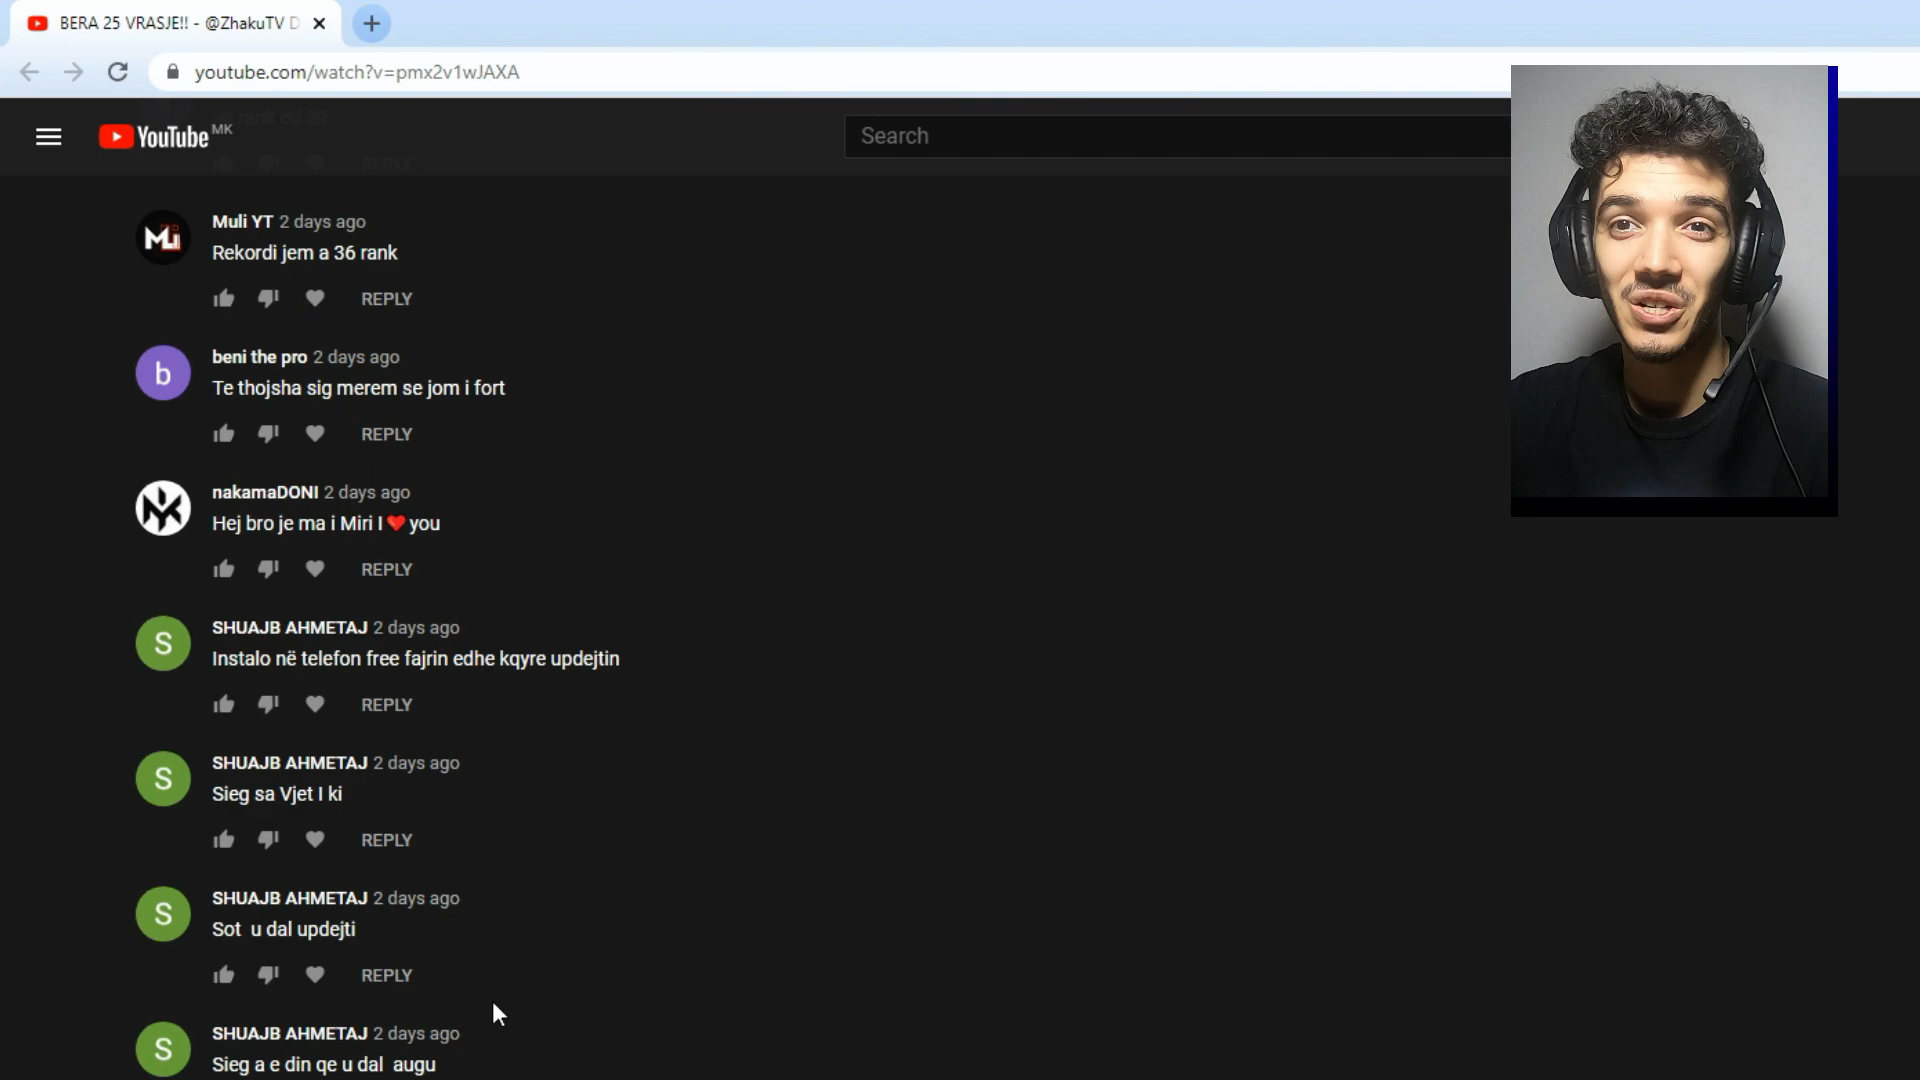 BERA 25 VRASJE!! - @ZhakuTV D
youtube.com/watch?v=pmx2v1wJAXA
rank ed 29
REPLY
YouTube MK
Search
Muli YT 2 days ago
Rekordi jem a 36 rank
REPLY
beni the pro 2 days ago
Te thojsha sig merem se jom i fort
REPLY
nakamaDONI 2 days ago
Hej bro je ma i Miri I❤️you
REPLY
SHUAJB AHMETAJ 2 days ago
Instalo në telefon free fajrin edhe kqyre updejtin
REPLY
SHUAJB AHMETAJ 2 days ago
Sieg sa Vjet I ki
REPLY
SHUAJB AHMETAJ 2 days ago
Sot u dal updejti
REPLY
SHUAJB AHMETAJ 2 days ago
Sieg a e din qe u dal augu